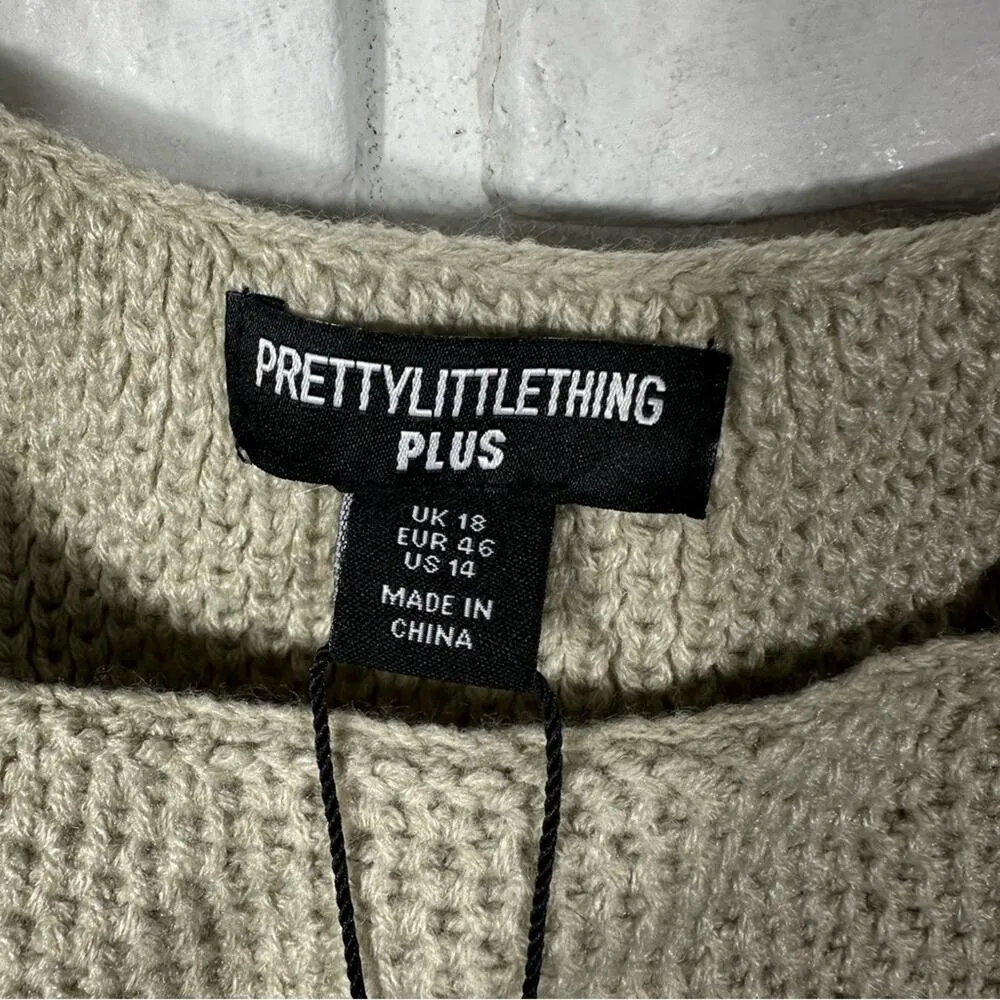 PRETTYLITTLETHING
PLUS
UK 18
EUR 46
US 14
MADE IN
CHINA